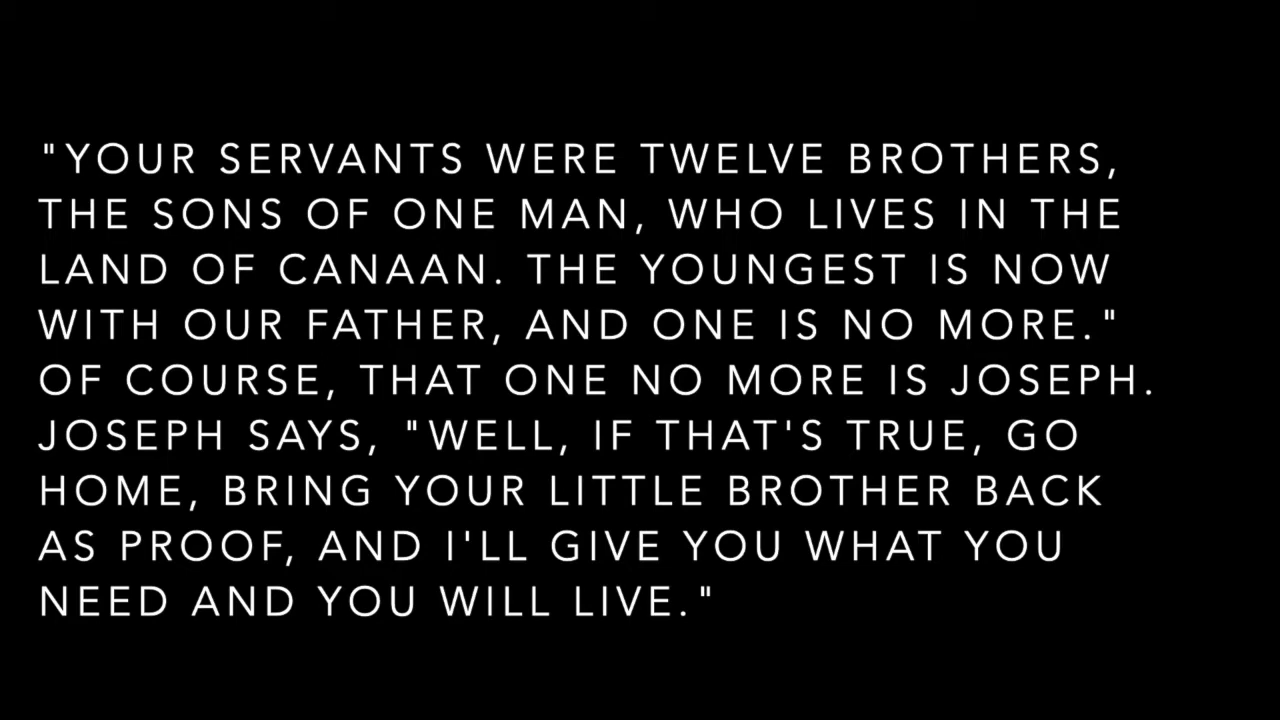 "YOUR SERVANTS WERE TWELVE BROTHERS,
THE SONS OF ONE MAN, WHO LIVES IN THE
LAND OF CANAAN. THE YOUNGEST IS NOW
WITH OUR FATHER, AND ONE IS NO MORE."
OF COURSE, THAT ONE NO MORE IS JOSEPH.
JOSEPH SAYS, "WELL, IF THAT'S TRUE, GO
HOME, BRING YOUR LITTLE BROTHER BACK
AS PROOF, AND I'LL GIVE YOU WHAT YOU
NEED AND YOU WILL LIVE."